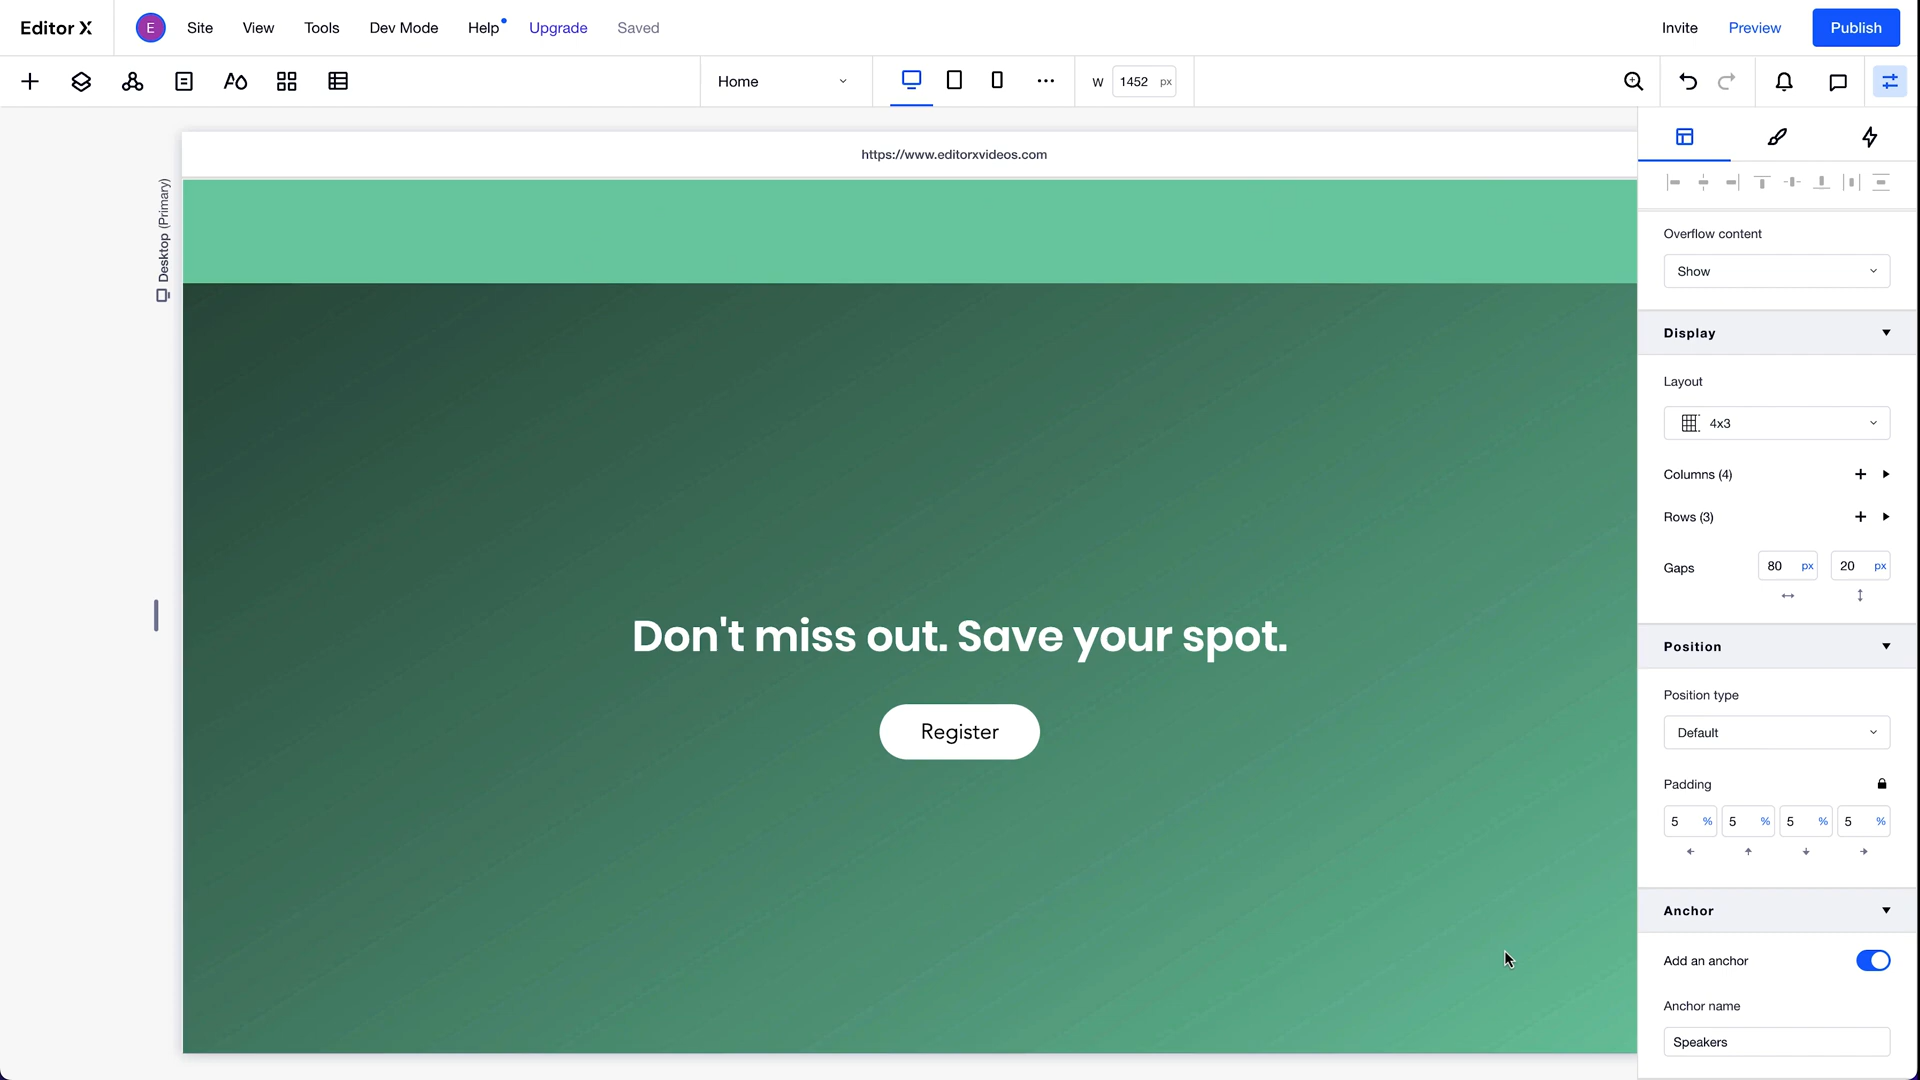 Editor X
E
Site
View
Tools
Dev Mode
Help
Upgrade
Saved
Invite
Preview
Publish
Home
W
1452
px
https://www.editorxvideos.com
Desktop (Primary)
Don't miss out. Save your spot.
Register
Overflow content
Show
Display
Layout
4x3
Columns (4)
Rows (3)
Gaps
80 px
20 px
Position
Position type
Default
Padding
5 %
5 %
5 %
5 %
Anchor
Add an anchor
Anchor name
Speakers